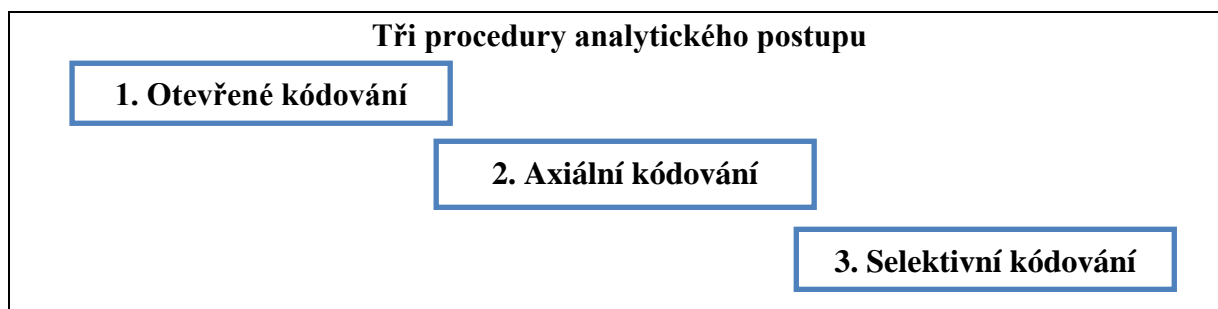 Tři procedury analytického postupu
1. Otevřené kódování
2. Axiální kódování
3. Selektivní kódování